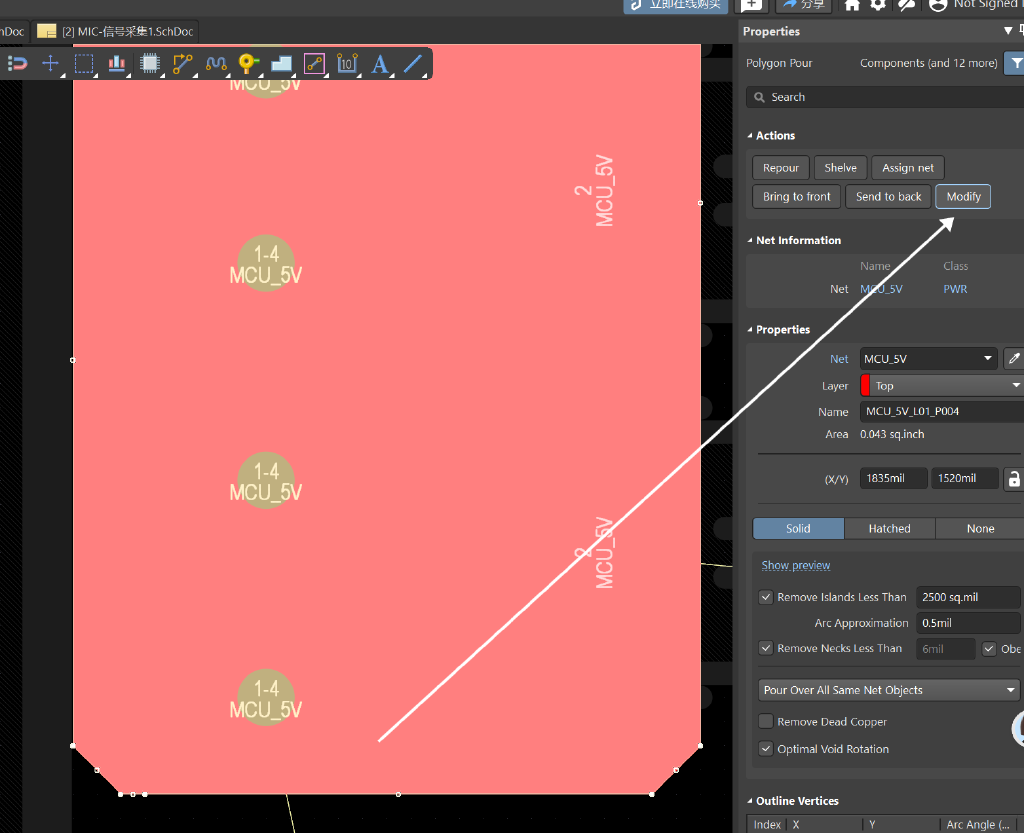 立即在线购买
分享
Not Signed
hDoc
[2] MIC-信号采集1.SchDoc
Properties
Polygon Pour
Components (and 12 more)
Search
Actions
Repour
Shelve
Assign net
Bring to front
Send to back
Modify
Net Information
Name
Class
Net
MCU_5V
PWR
Properties
Net
MCU_5V
Layer
Top
Name
MCU_5V_L01_P004
Area
0.043 sq.inch
(X/Y)
1835mil
1520mil
Solid
Hatched
None
Show preview
Remove Islands Less Than
2500 sq.mil
Arc Approximation
0.5mil
Remove Necks Less Than
6mil
Obe
Pour Over All Same Net Objects
Remove Dead Copper
Optimal Void Rotation
Outline Vertices
Index
X
Y
Arc Angle (...
10
A
MCU_5V
2
MCU_5V
1-4
MCU_5V
1-4
MCU_5V
2
MCU_5V
1-4
MCU_5V